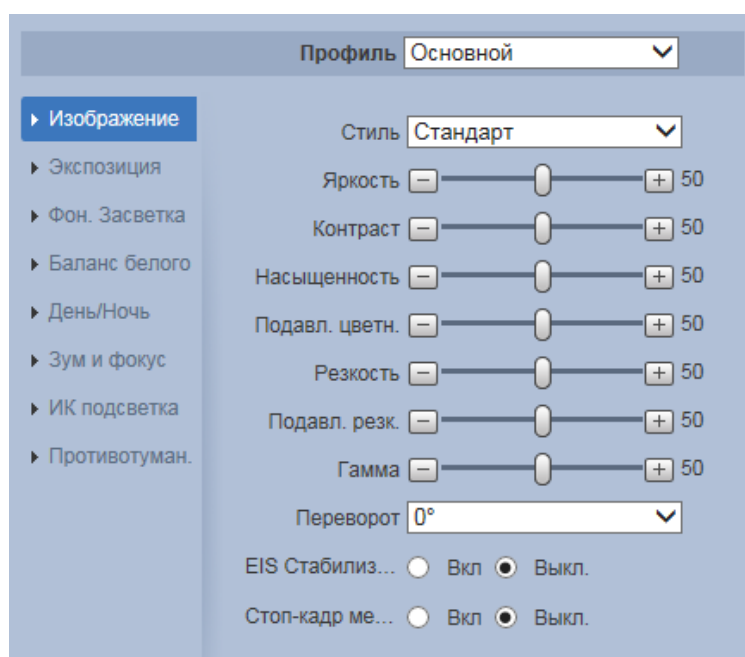 Профиль Основной
Изображение
Экспозиция
Фон. Засветка
Баланс белого
День/Ночь
Зум и фокус
ИК подсветка
Противотуман.
Стиль Стандарт
Яркость 50
Контраст 50
Насыщенность 50
Подавл. цветн. 50
Резкость 50
Подавл. резк. 50
Гамма 50
Переворот 0°
EIS Стабилиз... Вкл Выкл.
Стоп-кадр ме... Вкл Выкл.